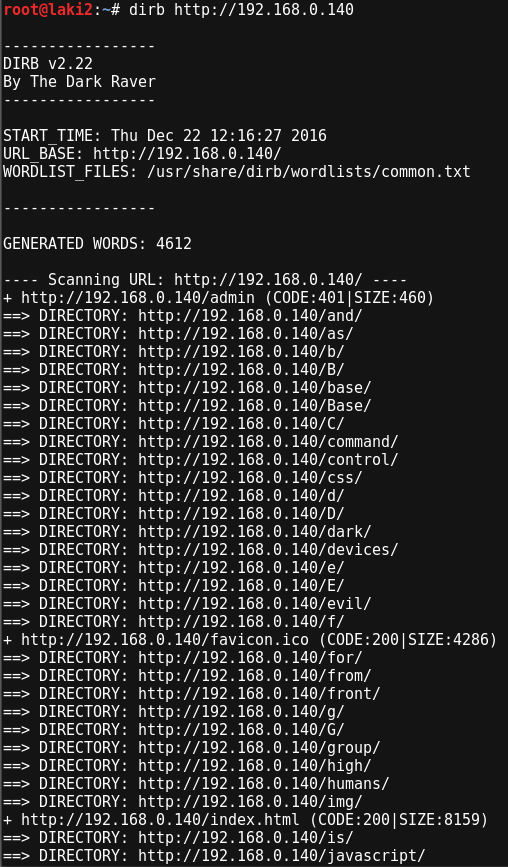 root@laki2:~# dirb http://192.168.0.140
-----------------
DIRB v2.22
By The Dark Raver
-----------------
START_TIME: Thu Dec 22 12:16:27 2016
URL_BASE: http://192.168.0.140/
WORDLIST_FILES: /usr/share/dirb/wordlists/common.txt
-----------------
GENERATED WORDS: 4612
---- Scanning URL: http://192.168.0.140/ ----
+ http://192.168.0.140/admin (CODE:401|SIZE:460)
==> DIRECTORY: http://192.168.0.140/and/
==> DIRECTORY: http://192.168.0.140/as/
==> DIRECTORY: http://192.168.0.140/b/
==> DIRECTORY: http://192.168.0.140/B/
==> DIRECTORY: http://192.168.0.140/base/
==> DIRECTORY: http://192.168.0.140/Base/
==> DIRECTORY: http://192.168.0.140/C/
==> DIRECTORY: http://192.168.0.140/command/
==> DIRECTORY: http://192.168.0.140/control/
==> DIRECTORY: http://192.168.0.140/css/
==> DIRECTORY: http://192.168.0.140/d/
==> DIRECTORY: http://192.168.0.140/D/
==> DIRECTORY: http://192.168.0.140/dark/
==> DIRECTORY: http://192.168.0.140/devices/
==> DIRECTORY: http://192.168.0.140/e/
==> DIRECTORY: http://192.168.0.140/E/
==> DIRECTORY: http://192.168.0.140/evil/
==> DIRECTORY: http://192.168.0.140/f/
+ http://192.168.0.140/favicon.ico (CODE:200|SIZE:4286)
==> DIRECTORY: http://192.168.0.140/for/
==> DIRECTORY: http://192.168.0.140/from/
==> DIRECTORY: http://192.168.0.140/front/
==> DIRECTORY: http://192.168.0.140/g/
==> DIRECTORY: http://192.168.0.140/G/
==> DIRECTORY: http://192.168.0.140/group/
==> DIRECTORY: http://192.168.0.140/high/
==> DIRECTORY: http://192.168.0.140/humans/
==> DIRECTORY: http://192.168.0.140/img/
+ http://192.168.0.140/index.html (CODE:200|SIZE:8159)
==> DIRECTORY: http://192.168.0.140/is/
==> DIRECTORY: http://192.168.0.140/javascript/